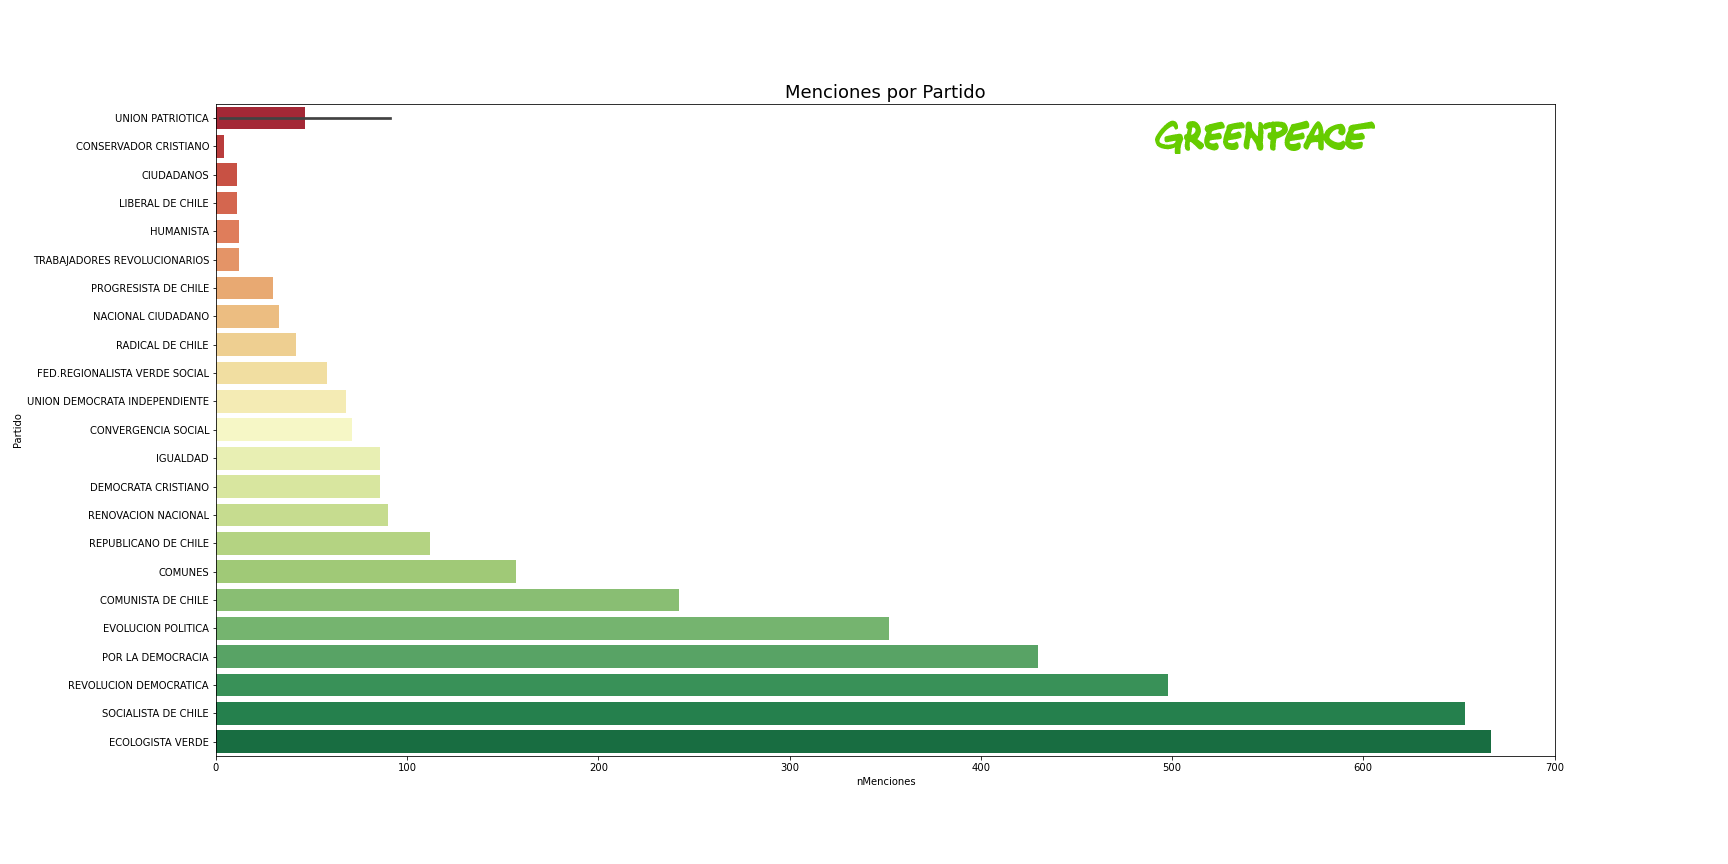 Menciones por Partido
GREENPEACE
UNION PATRIOTICA
CONSERVADOR CRISTIANO
CIUDADANOS
LIBERAL DE CHILE
HUMANISTA
TRABAJADORES REVOLUCIONARIOS
PROGRESISTA DE CHILE
NACIONAL CIUDADANO
RADICAL DE CHILE
FED.REGIONALISTA VERDE SOCIAL
UNION DEMOCRATA INDEPENDIENTE
CONVERGENCIA SOCIAL
IGUALDAD
DEMOCRATA CRISTIANO
RENOVACION NACIONAL
REPUBLICANO DE CHILE
COMUNES
COMUNISTA DE CHILE
EVOLUCION POLITICA
POR LA DEMOCRACIA
REVOLUCION DEMOCRATICA
SOCIALISTA DE CHILE
ECOLOGISTA VERDE
Partido
0 100 200 300 400 500 600 700
nMenciones